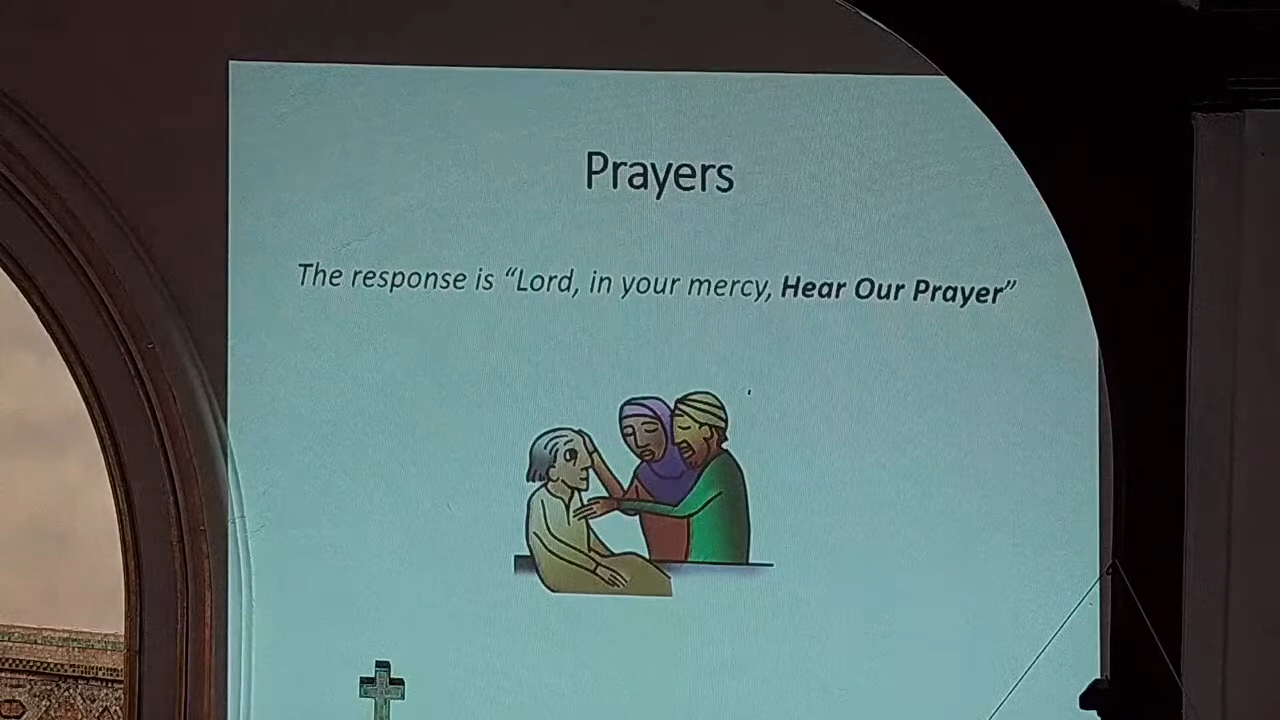 Prayers
The response is “Lord, in your mercy, Hear Our Prayer”